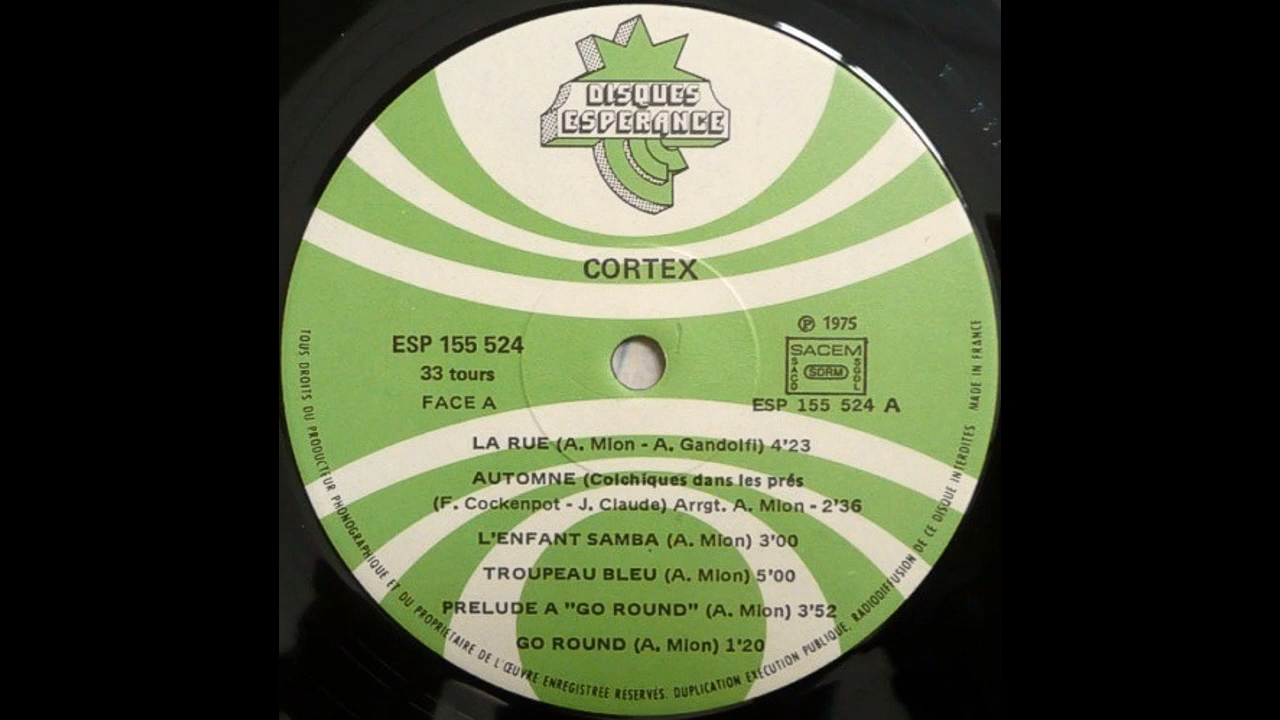 DISQUES
ESPERANCE
CORTEX
ESP 155 524
33 tours
FACE A
℗ 1975
SACEM
SACD
SDRM
SGDL
ESP 155 524 A
LA RUE (A. Mion - A. Gandolfi) 4'23
AUTOMNE (Colchiques dans les prés
(F. Cockenpot - J. Claude) Arrgt. A. Mion - 2'36
L'ENFANT SAMBA (A. Mion) 3'00
TROUPEAU BLEU (A. Mion) 5'00
PRELUDE A "GO ROUND" (A. Mion) 3'52
GO ROUND (A. Mion) 1'20
TOUS DROITS DU PRODUCTEUR PHONOGRAPHIQUE ET DU PROPRIETAIRE DE L'ŒUVRE ENREGISTREE RÉSERVÉS. DUPLICATION EXÉCUTION PUBLIQUE, RADIODIFFUSION DE CE DISQUE INTERDITES MADE IN FRANCE